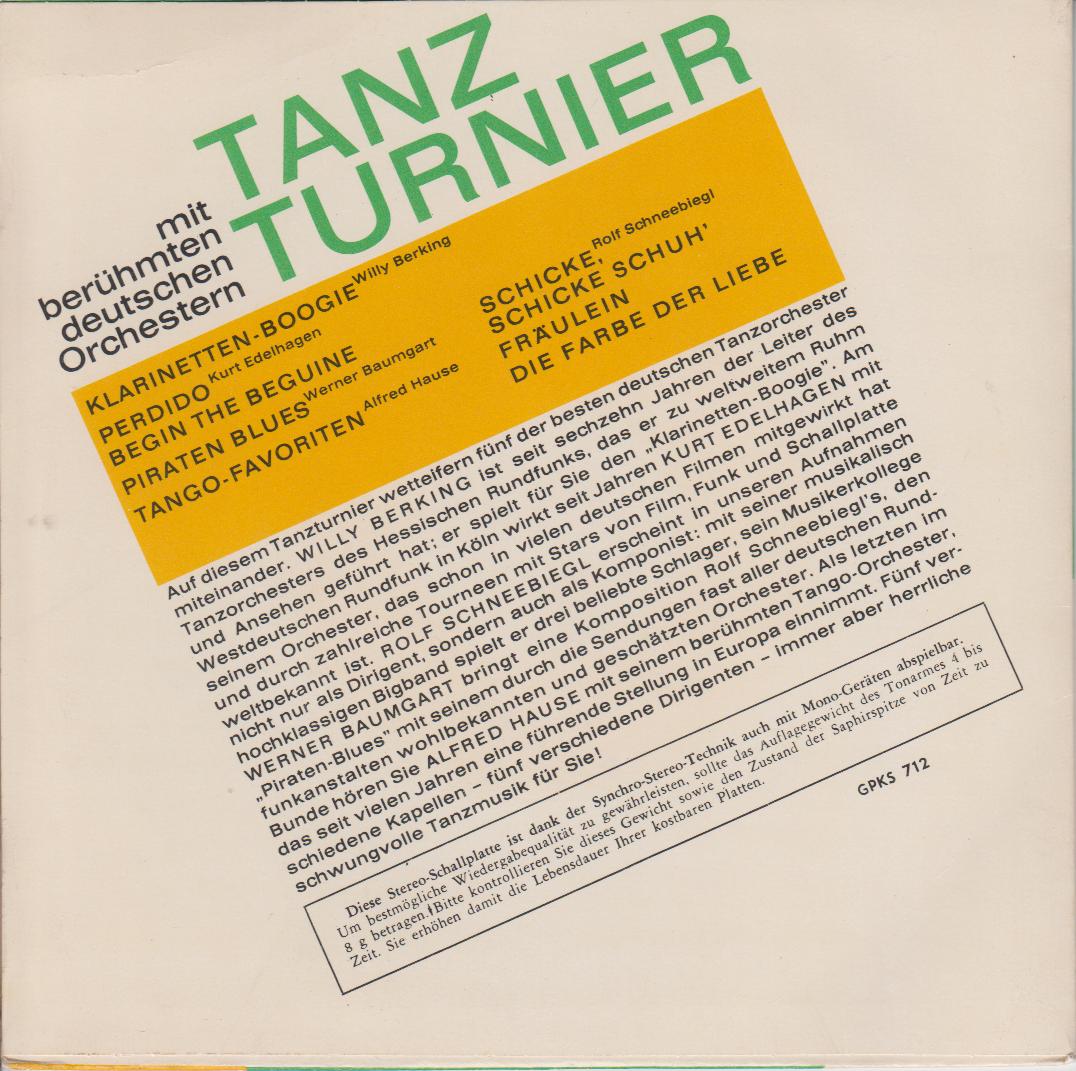 TANZ
TURNIER
mit
berühmten
deutschen
Orchestern
KLARINETTEN-BOOGIE Willy Berking
PERDIDO Kurt Edelhagen
BEGIN THE BEGUINE
PIRATEN BLUES Werner Baumgart
TANGO-FAVORITEN Alfred Hause
SCHICKE, Rolf Schneebiegl
SCHICKE SCHUH'
FRÄULEIN
DIE FARBE DER LIEBE
Auf diesem Tanzturnier wetteifern fünf der besten deutschen Tanzorchester
miteinander. WILLY BERKING ist seit sechzehn Jahren der Leiter des
Tanzorchesters des Hessischen Rundfunks, das er zu weltweitem Ruhm
und Ansehen geführt hat; er spielt für Sie den „Klarinetten-Boogie”. Am
Westdeutschen Rundfunk in Köln wirkt seit Jahren KURT EDELHAGEN mit
seinem Orchester, das schon in vielen deutschen Filmen mitgewirkt hat
und durch zahlreiche Tourneen mit Stars von Film, Funk und Schallplatte
weltbekannt ist. ROLF SCHNEEBIEGL erscheint in unseren Aufnahmen
nicht nur als Dirigent, sondern auch als Komponist: mit seiner musikalisch
hochklassigen Bigband spielt er drei beliebte Schlager, sein Musikerkollege
WERNER BAUMGART bringt eine Komposition Rolf Schneebiegl's, den
„Piraten-Blues” mit seinem durch die Sendungen fast aller deutschen Rund-
funkanstalten wohlbekannten und geschätzten Orchester. Als letzten im
Bunde hören Sie ALFRED HAUSE mit seinem berühmten Tango-Orchester,
das seit vielen Jahren eine führende Stellung in Europa einnimmt. Fünf ver-
schiedene Kapellen – fünf verschiedene Dirigenten – immer aber herrliche
schwungvolle Tanzmusik für Sie!
Diese Stereo-Schallplatte ist dank der Synchro-Stereo-Technik auch mit Mono-Geräten abspielbar.
Um bestmögliche Wiedergabequalität zu gewährleisten, sollte das Auflagegewicht des Tonarmes 4 bis
8 g betragen. Bitte kontrollieren Sie dieses Gewicht sowie den Zustand der Saphirspitze von Zeit zu
Zeit. Sie erhöhen damit die Lebensdauer Ihrer kostbaren Platten.
GPKS 712